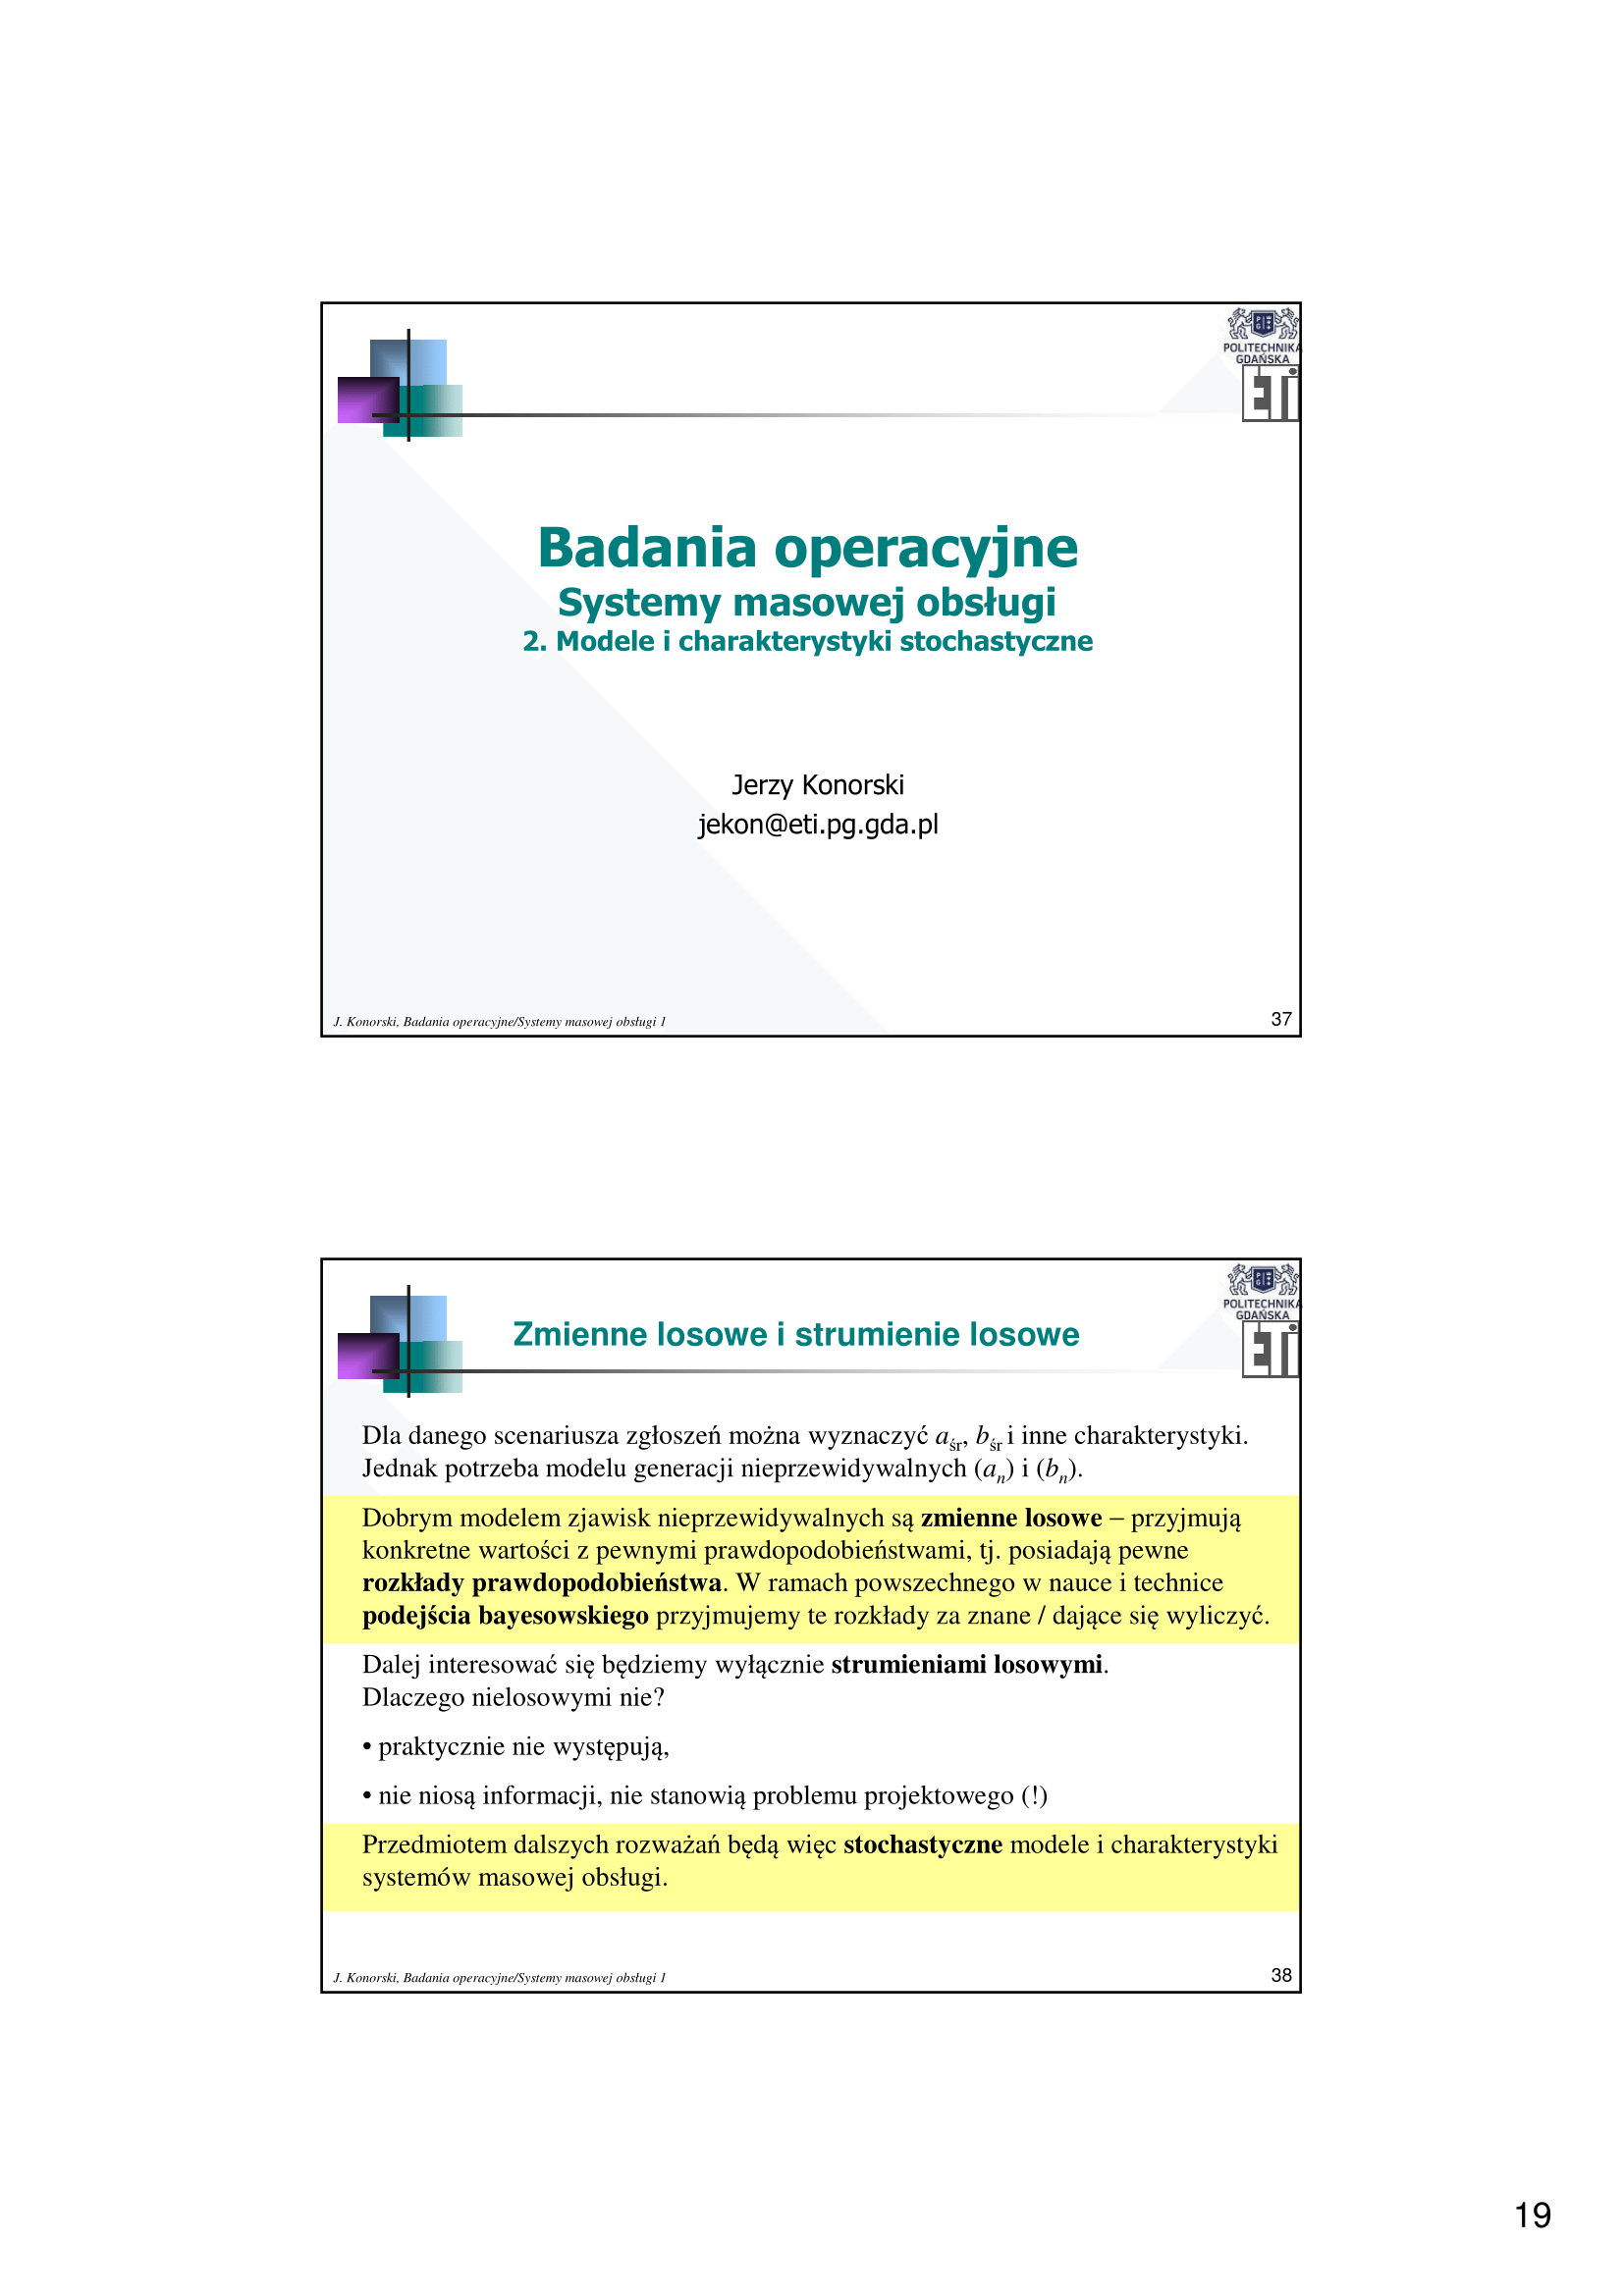 POLITECHNIKA
GDAŃSKA
ETI
Badania operacyjne
Systemy masowej obsługi
2. Modele i charakterystyki stochastyczne
Jerzy Konorski
jekon@eti.pg.gda.pl
J. Konorski, Badania operacyjne/Systemy masowej obsługi 1
37
POLITECHNIKA
GDAŃSKA
ETI
Zmienne losowe i strumienie losowe
Dla danego scenariusza zgłoszeń można wyznaczyć aśr, bśr i inne charakterystyki.
Jednak potrzeba modelu generacji nieprzewidywalnych (an) i (bn).
Dobrym modelem zjawisk nieprzewidywalnych są zmienne losowe – przyjmują
konkretne wartości z pewnymi prawdopodobieństwami, tj. posiadają pewne
rozkłady prawdopodobieństwa. W ramach powszechnego w nauce i technice
podejścia bayesowskiego przyjmujemy te rozkłady za znane / dające się wyliczyć.
Dalej interesować się będziemy wyłącznie strumieniami losowymi.
Dlaczego nielosowymi nie?
• praktycznie nie występują,
• nie niosą informacji, nie stanowią problemu projektowego (!)
Przedmiotem dalszych rozważań będą więc stochastyczne modele i charakterystyki
systemów masowej obsługi.
J. Konorski, Badania operacyjne/Systemy masowej obsługi 1
38
19